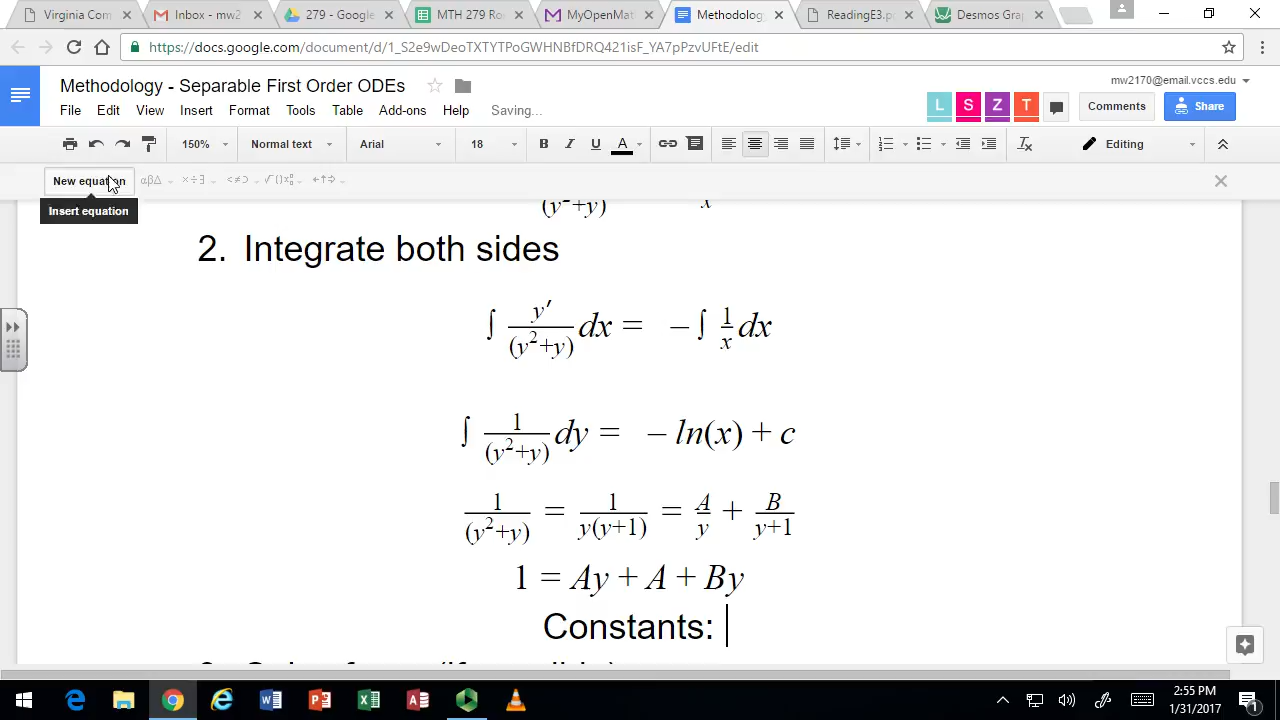 Virginia Com
Inbox - mw2
279 - Google
MTH 279 Ro
MyOpenMat
Methodolog
ReadingE3.p
Desmos Gra
https://docs.google.com/document/d/1_S2e9wDeoTXTYTPoGWHNBfDRQ421isF_YA7pPzvUFtE/edit
Methodology - Separable First Order ODEs
mw2170@email.vccs.edu
File Edit View Insert Tools Add-ons Help Saving...
L S Z T Comments Share
150% Normal text Arial 18 B I U A Editing
New equation αβΔ ×÷∃ <≠⊃ √()
Insert equation
(y²+y) x
2. Integrate both sides
∫ y′/(y²+y) dx = − ∫ 1/x dx
∫ 1/(y²+y) dy = − ln(x) + c
1/(y²+y) = 1/y(y+1) = A/y + B/y+1
1 = Ay + A + By
Constants:
2:55 PM
1/31/2017
1